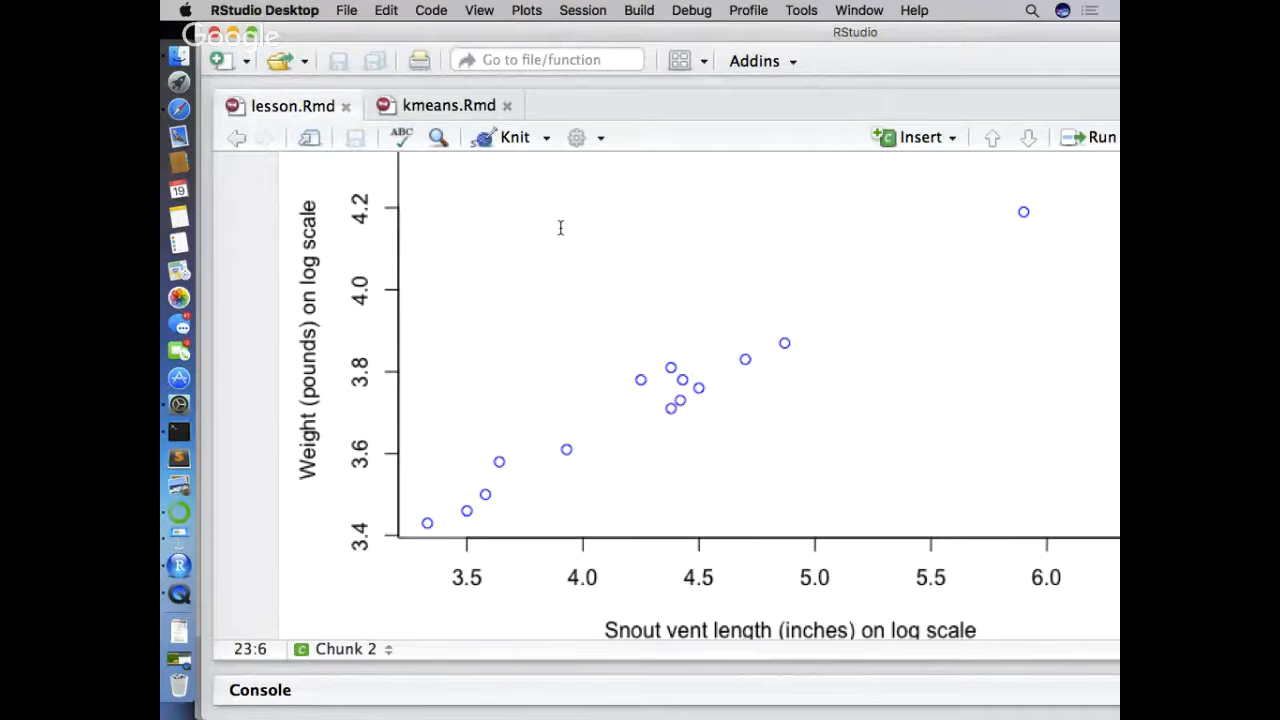 RStudio Desktop File Edit Code View Plots Session Build Debug Profile Tools Window Help
Google
RStudio
Go to file/function
Addins
lesson.Rmd
kmeans.Rmd
ABC
Knit
Insert
Run
Weight (pounds) on log scale
4.2
4.0
3.8
3.6
3.4
3.5 4.0 4.5 5.0 5.5 6.0
Snout vent length (inches) on log scale
23:6
Chunk 2
Console
19